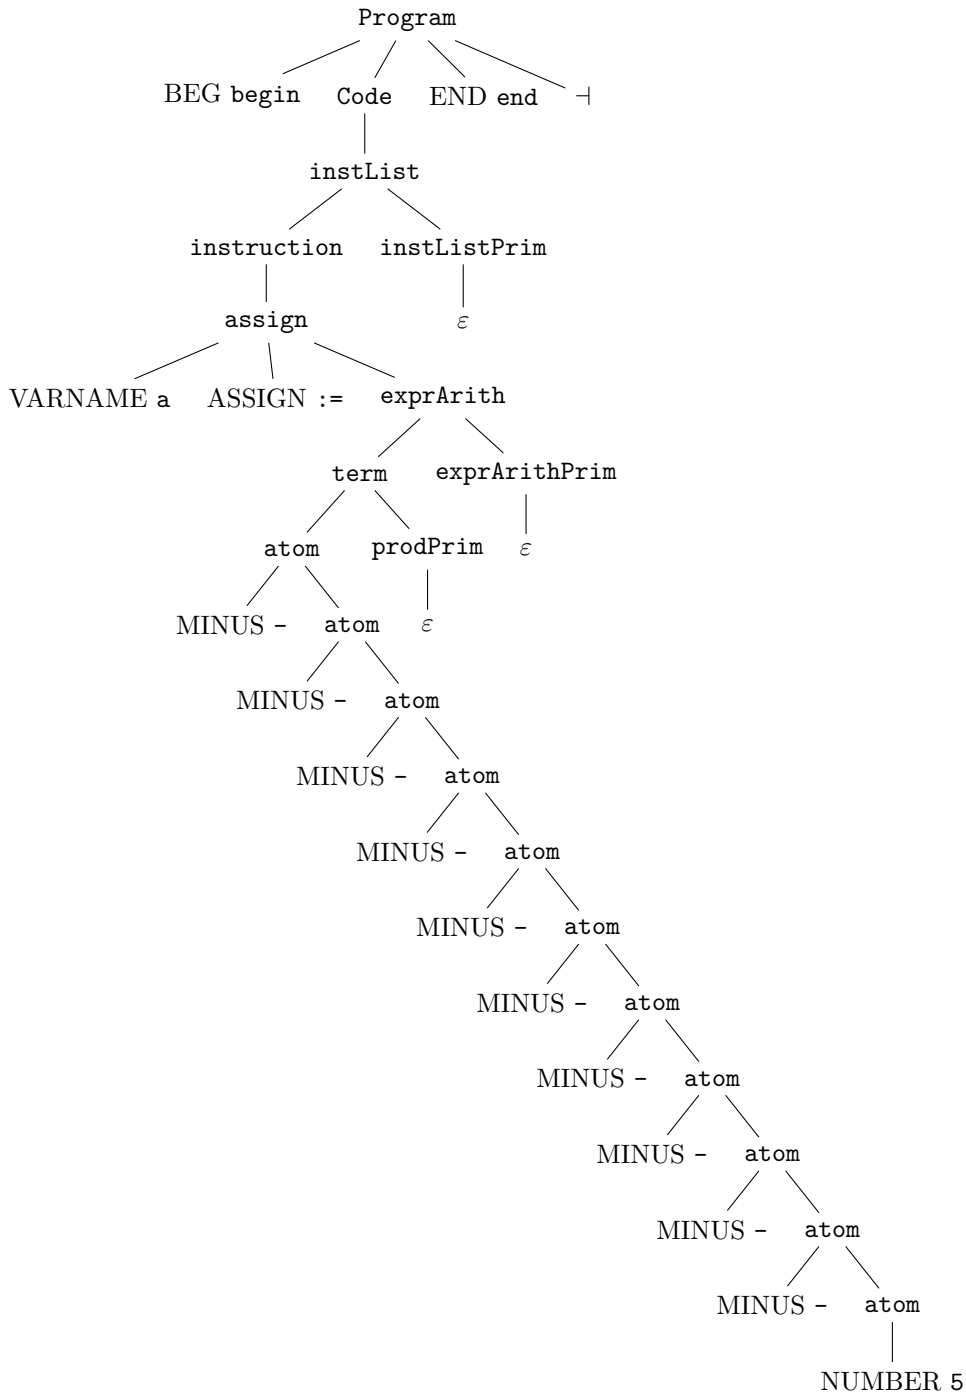 Program
BEG begin Code END end ⊣
instList
instruction instListPrim
assign ε
VARNAME a ASSIGN := exprArith
term exprArithPrim
atom prodPrim ε
MINUS - atom ε
MINUS - atom
MINUS - atom
MINUS - atom
MINUS - atom
MINUS - atom
MINUS - atom
MINUS - atom
MINUS - atom
MINUS - atom
NUMBER 5